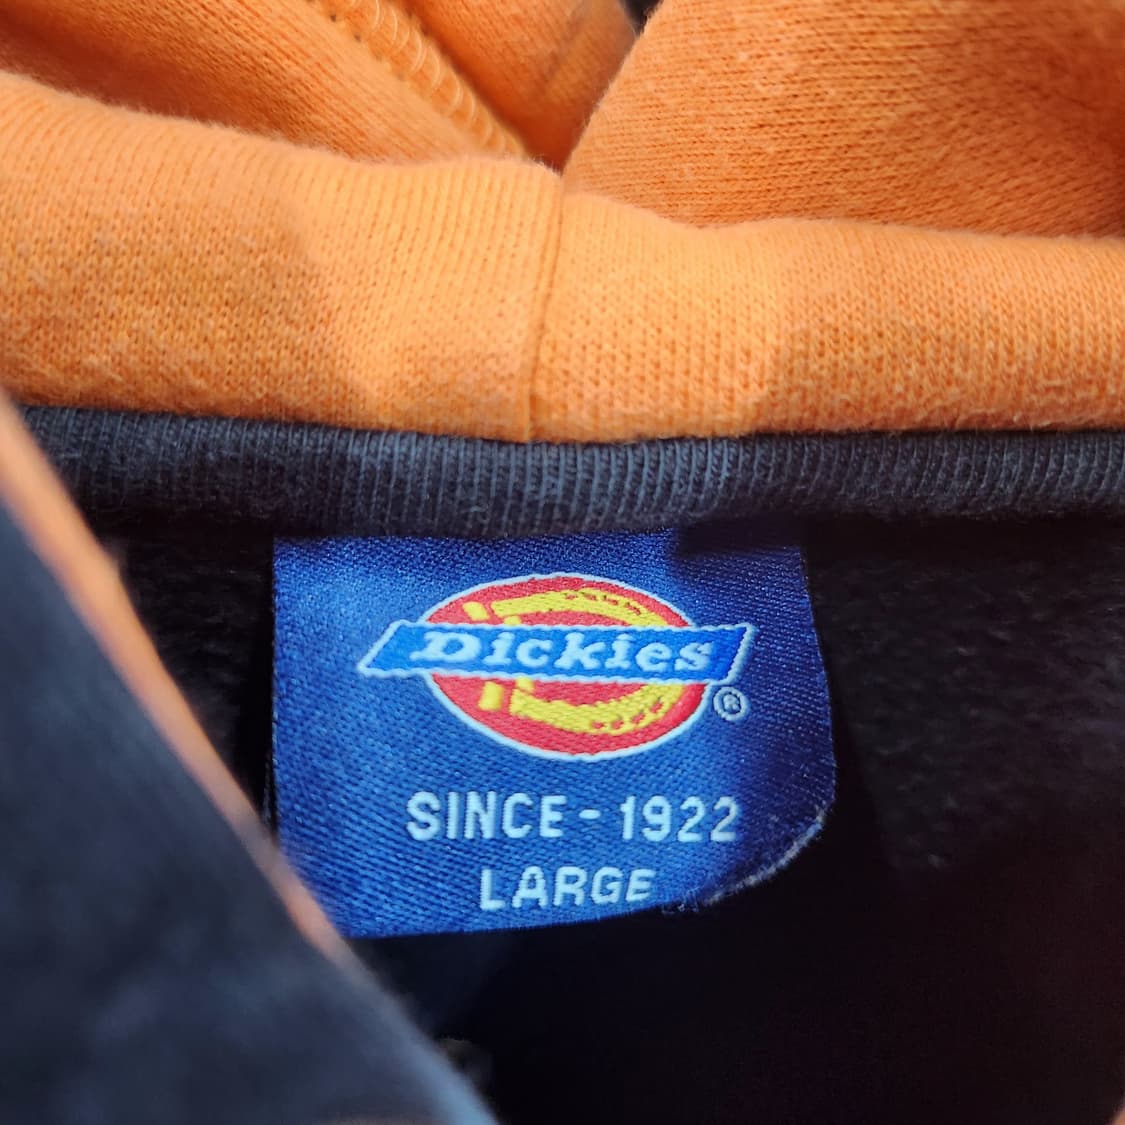 Dickies
®
SINCE - 1922
LARGE